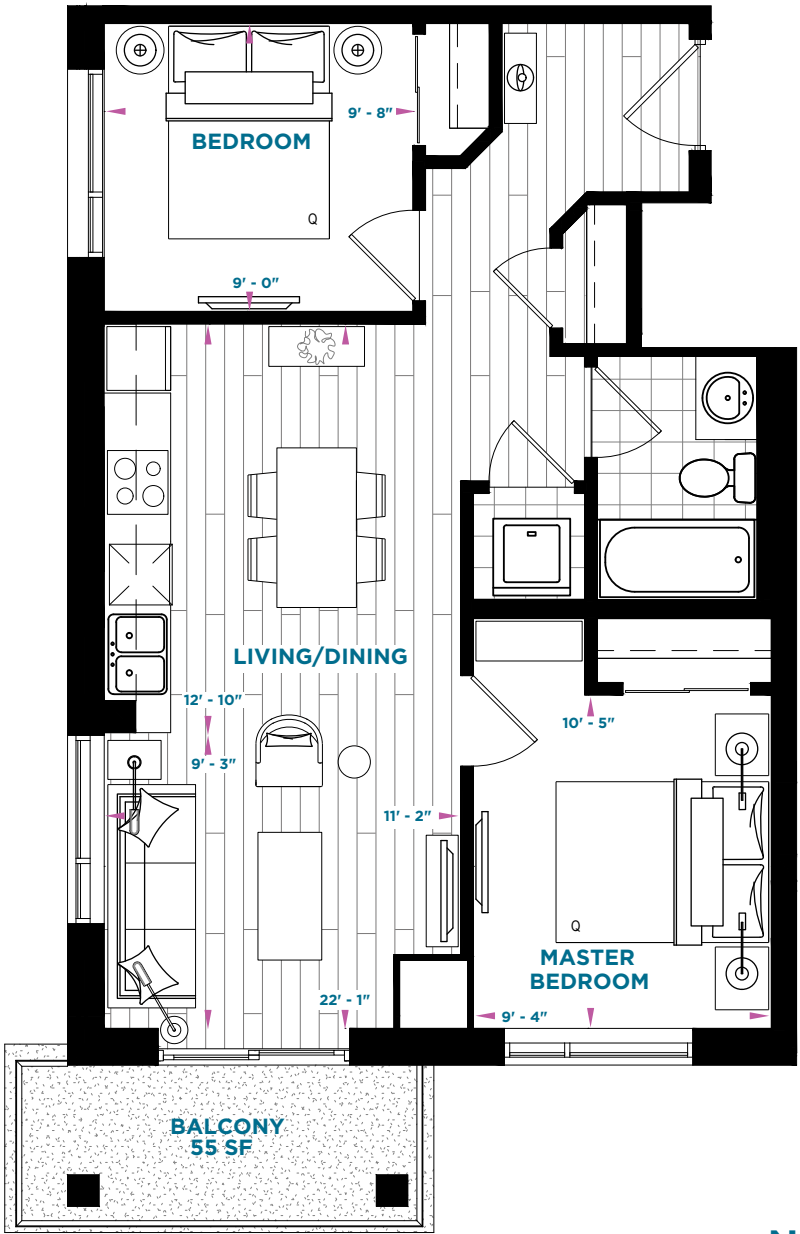 9' - 8"
BEDROOM
Q
9' - 0"
LIVING/DINING
12' - 10"
9' - 3"
10' - 5"
11' - 2"
Q
MASTER
BEDROOM
22' - 1"
9' - 4"
BALCONY
55 SF